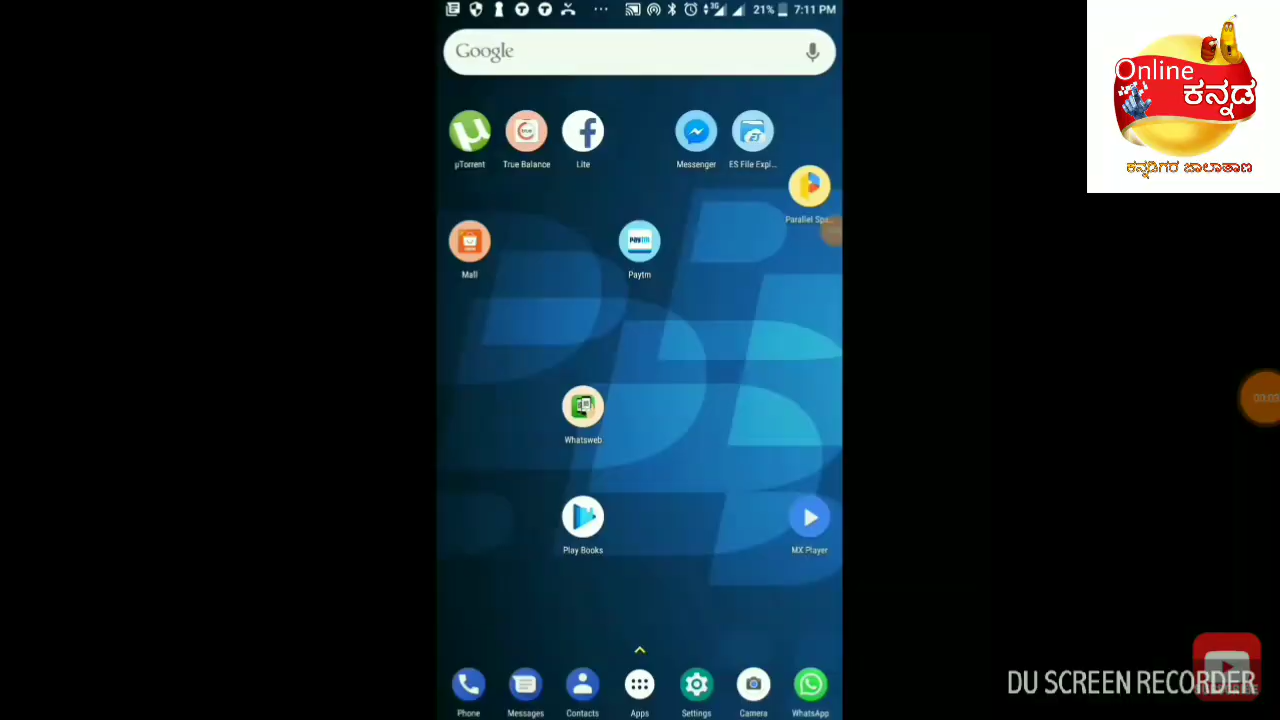 3G 21% 7:11 PM
Google
Online
ಕನ್ನಡ
ಕನ್ನಡಿಗರ ಜಾಲಾತಾಣ
µTorrent
True Balance
Lite
Messenger
ES File Expl...
Parallel Spa...
Mall
Paytm
Whatsweb
Play Books
MX Player
DU SCREEN RECORDER
Phone
Messages
Contacts
Apps
Settings
Camera
WhatsApp